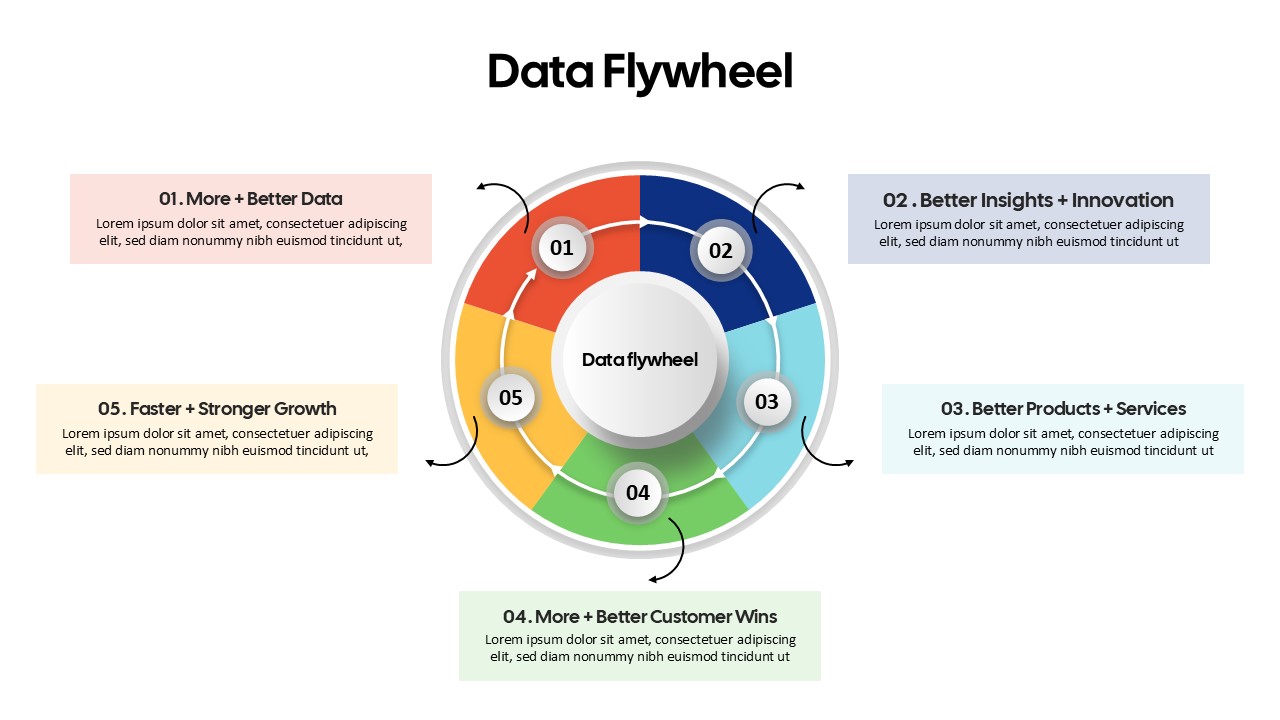 Data Flywheel
01. More + Better Data
Lorem ipsum dolor sit amet, consectetuer adipiscing
elit, sed diam nonummy nibh euismod tincidunt ut,
02 . Better Insights + Innovation
Lorem ipsum dolor sit amet, consectetuer adipiscing
elit, sed diam nonummy nibh euismod tincidunt ut
01
02
Data flywheel
05
03
04
05. Faster + Stronger Growth
Lorem ipsum dolor sit amet, consectetuer adipiscing
elit, sed diam nonummy nibh euismod tincidunt ut,
03. Better Products + Services
Lorem ipsum dolor sit amet, consectetuer adipiscing
elit, sed diam nonummy nibh euismod tincidunt ut
04. More + Better Customer Wins
Lorem ipsum dolor sit amet, consectetuer adipiscing
elit, sed diam nonummy nibh euismod tincidunt ut